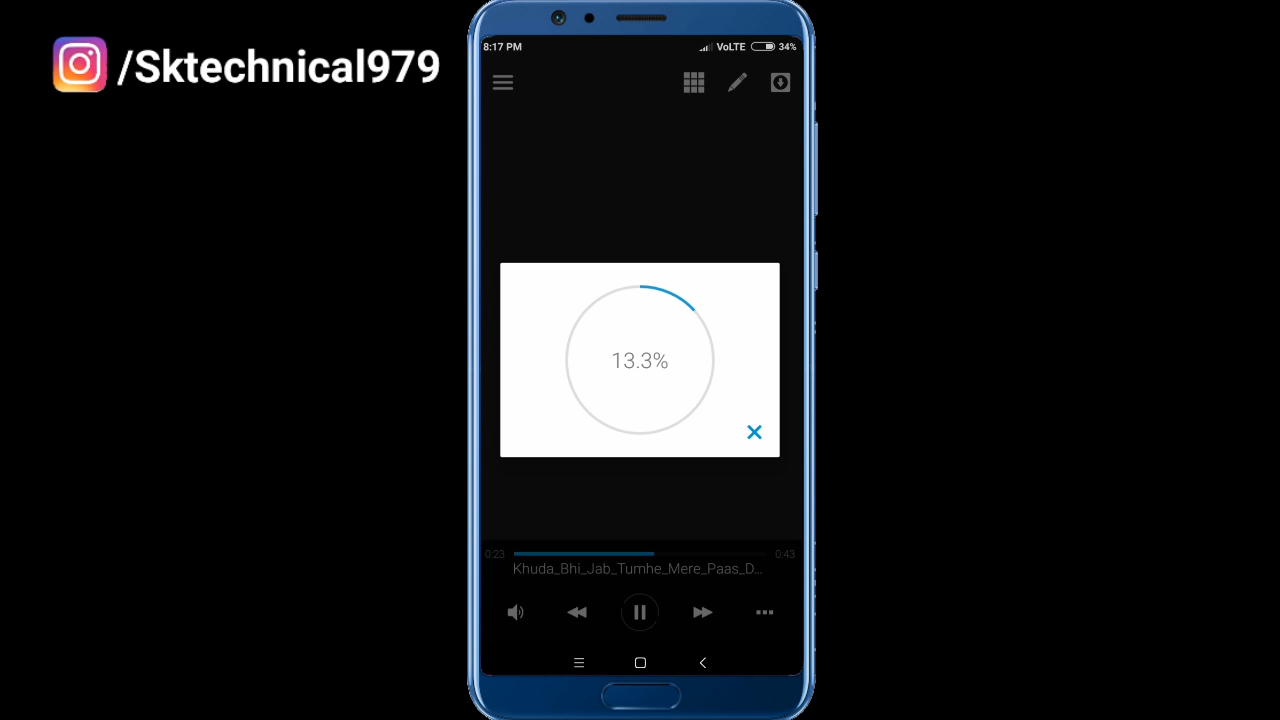 /Sktechnical979
8:17 PM
VoLTE
34%
13.3%
0:23
0:43
Khuda_Bhi_Jab_Tumhe_Mere_Paas_D...